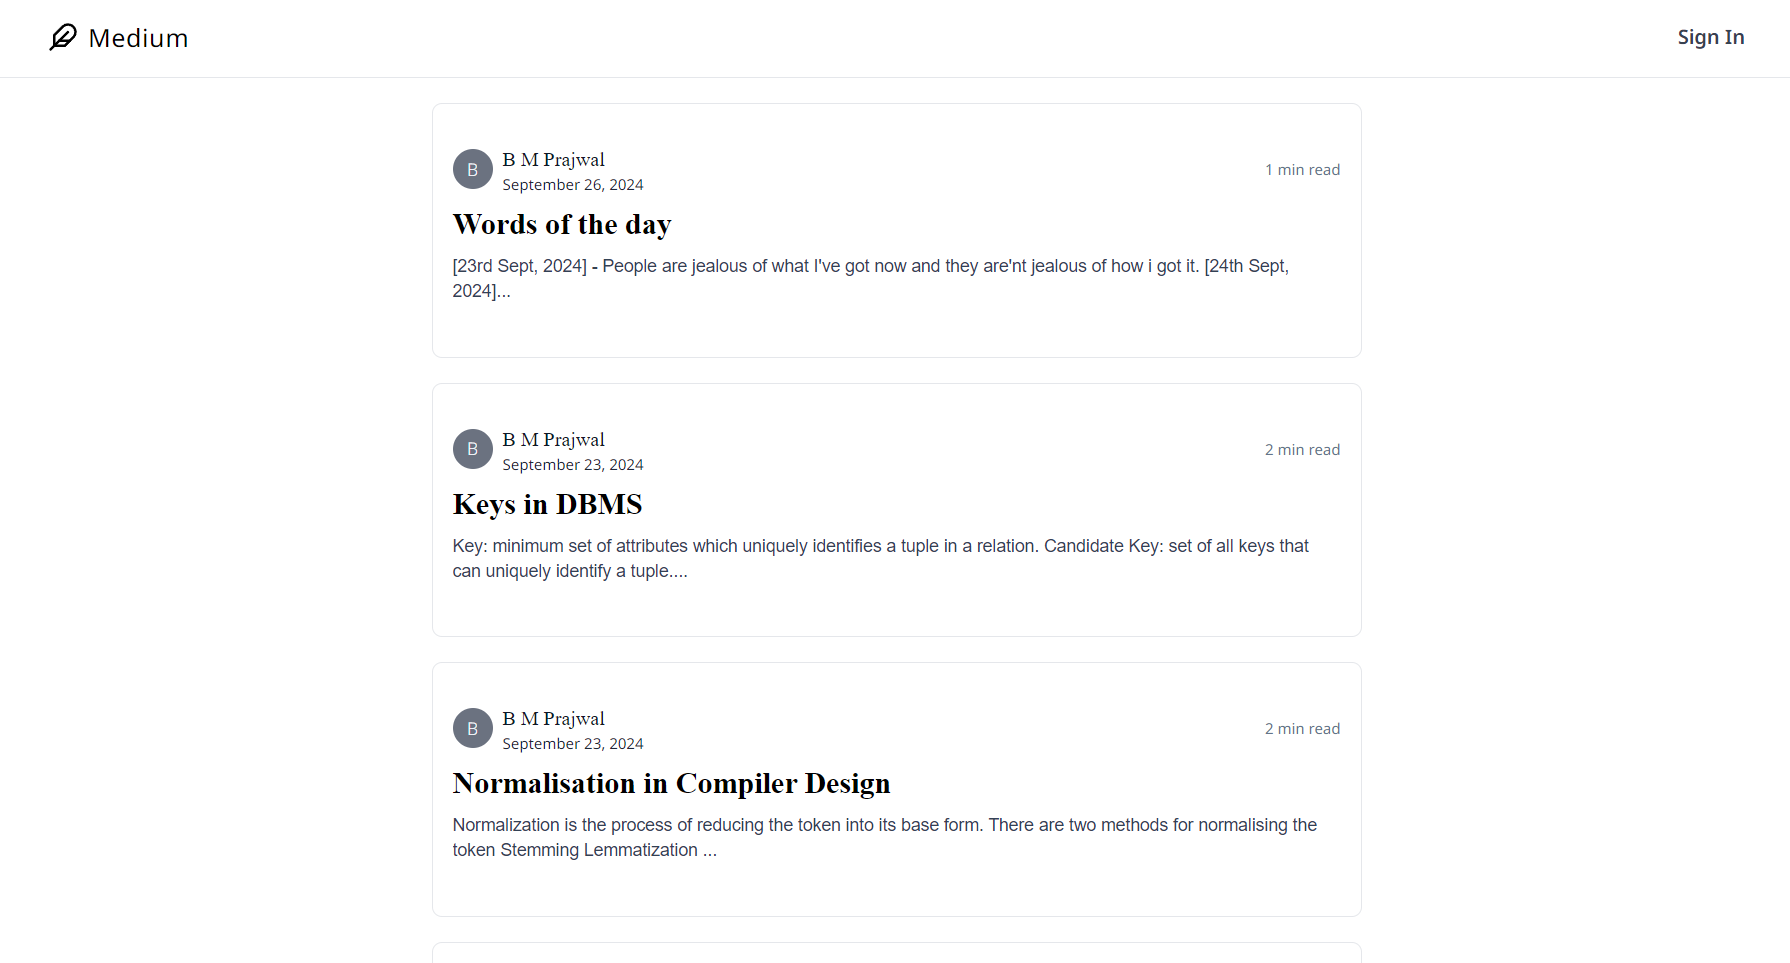 Medium
Sign In
B
B M Prajwal
September 26, 2024
1 min read
Words of the day
[23rd Sept, 2024] - People are jealous of what I've got now and they are'nt jealous of how i got it. [24th Sept,
2024]...
B
B M Prajwal
September 23, 2024
2 min read
Keys in DBMS
Key: minimum set of attributes which uniquely identifies a tuple in a relation. Candidate Key: set of all keys that
can uniquely identify a tuple....
B
B M Prajwal
September 23, 2024
2 min read
Normalisation in Compiler Design
Normalization is the process of reducing the token into its base form. There are two methods for normalising the
token Stemming Lemmatization ...